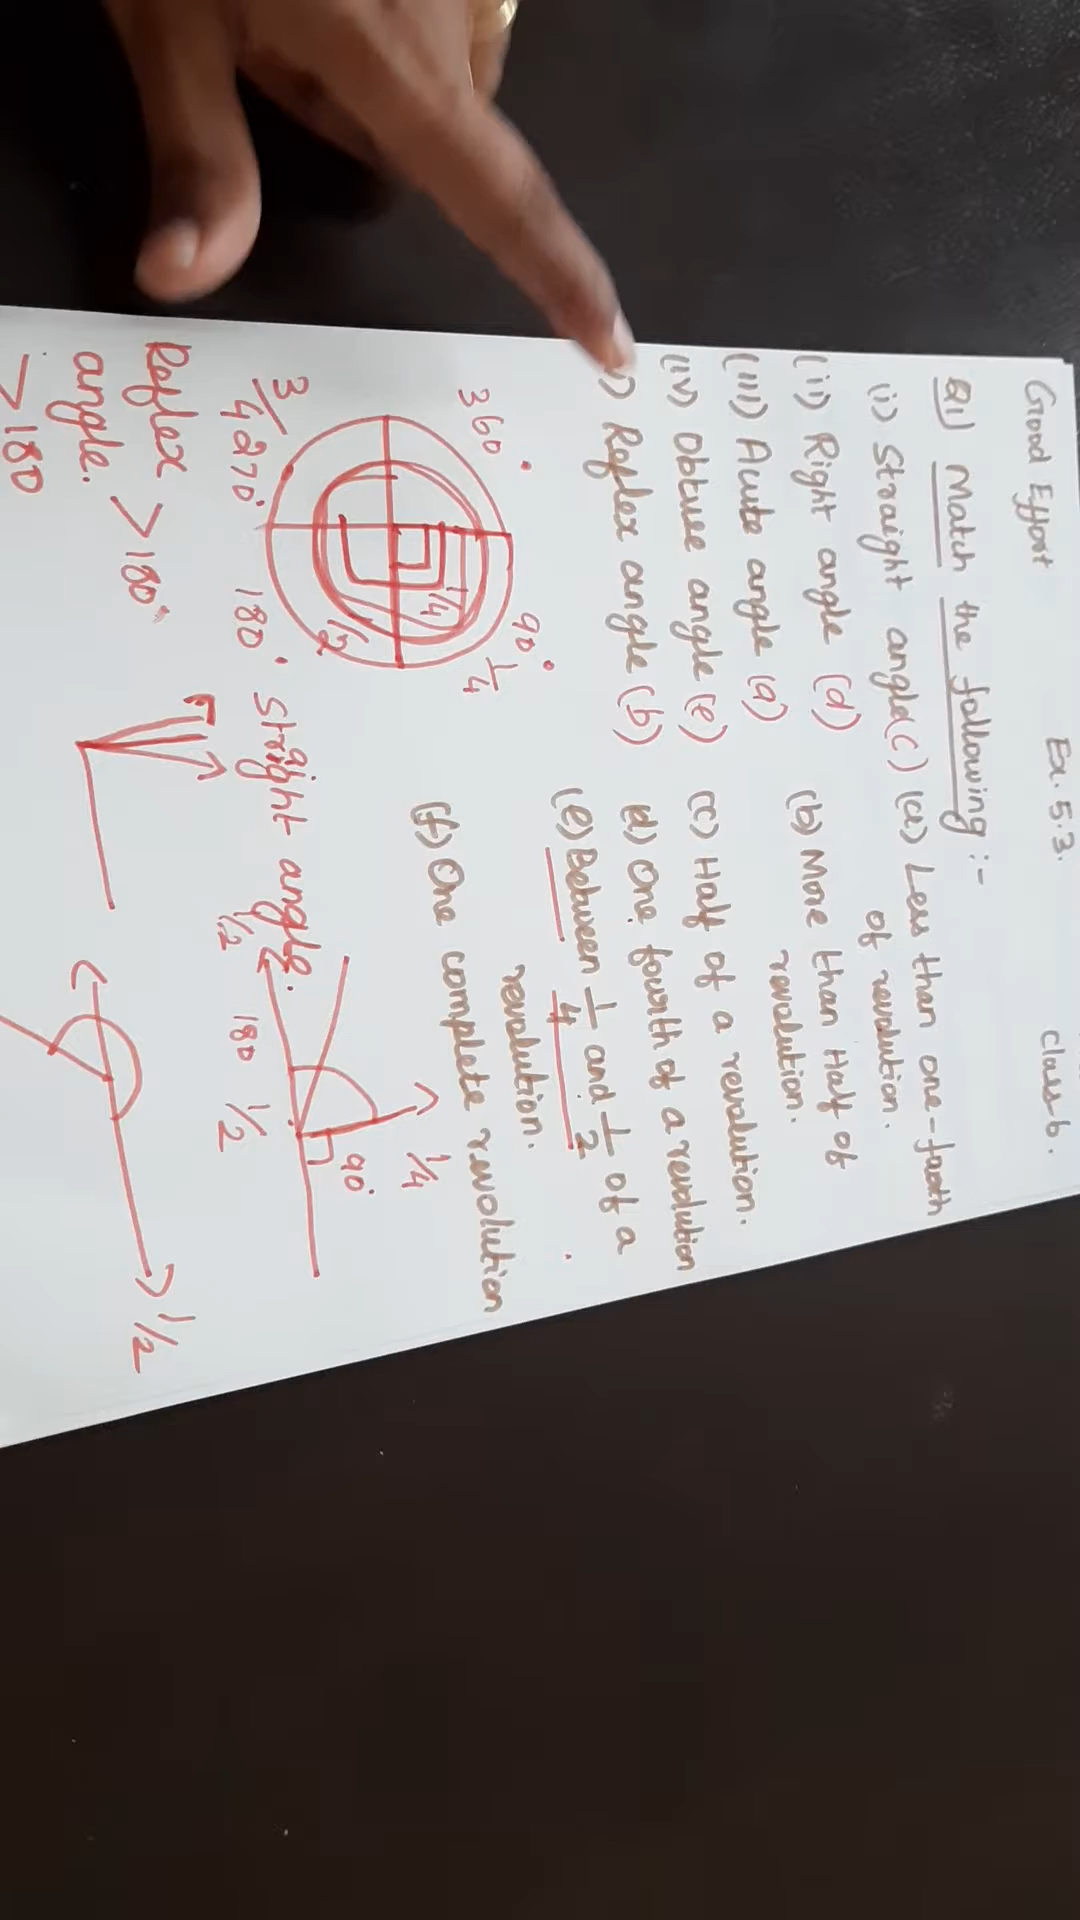 Good Effort Ex. 5.3. Class 6.
Q1) Match the following :-
(i) Straight angle (c) (a) Less than one-fourth
of revolution.
(ii) Right angle (d) (b) More than Half of
revolution.
(iii) Acute angle (a) (c) Half of a revolution.
(iv) Obtuse angle (e) (d) One fourth of a revolution
) Reflex angle (b) (e) Between 1/4 and 1/2 of a
revolution.
(f) One complete revolution
360°
90°
1/4
1/4
1/2
3/4 270°
180° straight angle.
1/2 180 1/2
90°
1/4
Reflex > 180°
angle.
> 180
1/2